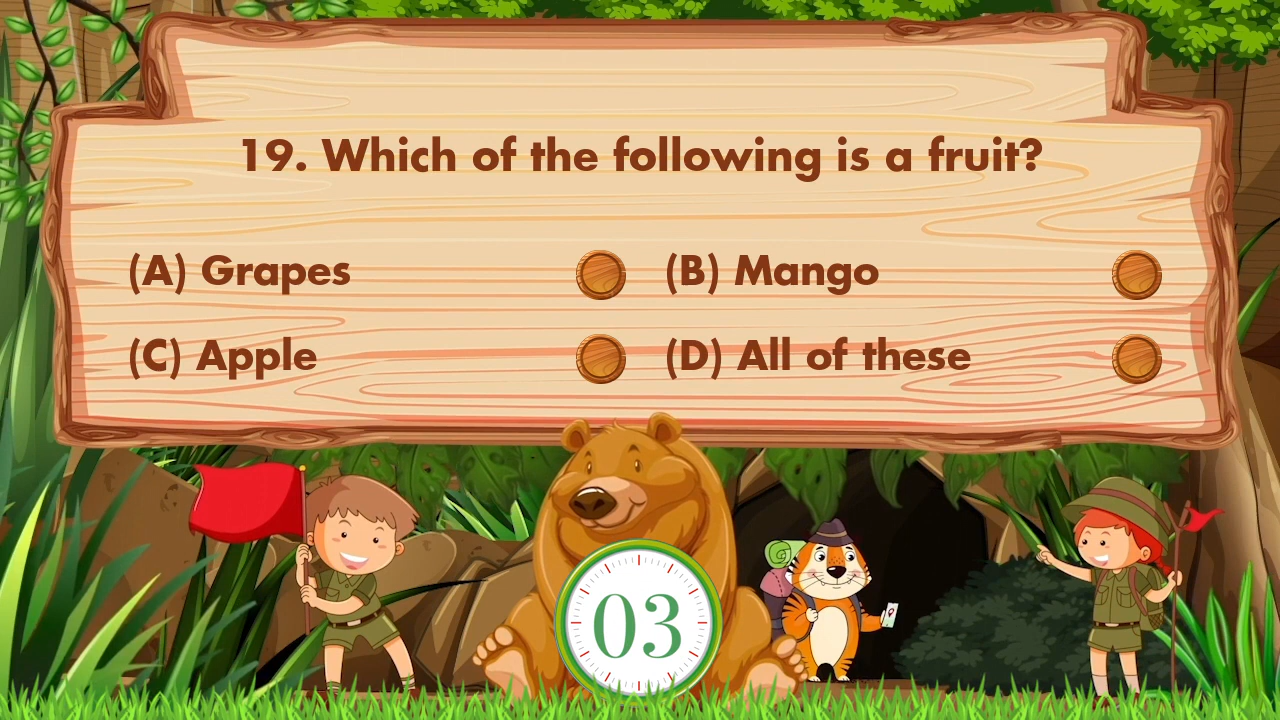 19. Which of the following is a fruit?
(A) Grapes (B) Mango
(C) Apple (D) All of these
03